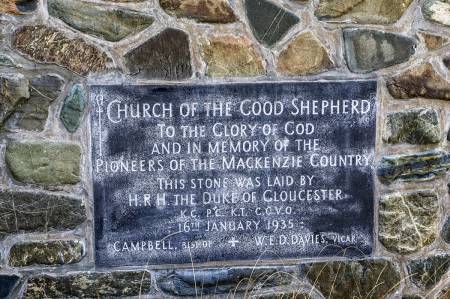 CHURCH OF THE GOOD SHEPHERD
TO THE GLORY OF GOD
AND IN MEMORY OF THE
PIONEERS OF THE MACKENZIE COUNTRY
THIS STONE WAS LAID BY
H.R.H. THE DUKE OF GLOUCESTER
K.G. P.C. K.T. G.C.V.O.
16TH JANUARY 1935
CAMPBELL, BISHOP + W.E.D. DAVIES, VICAR